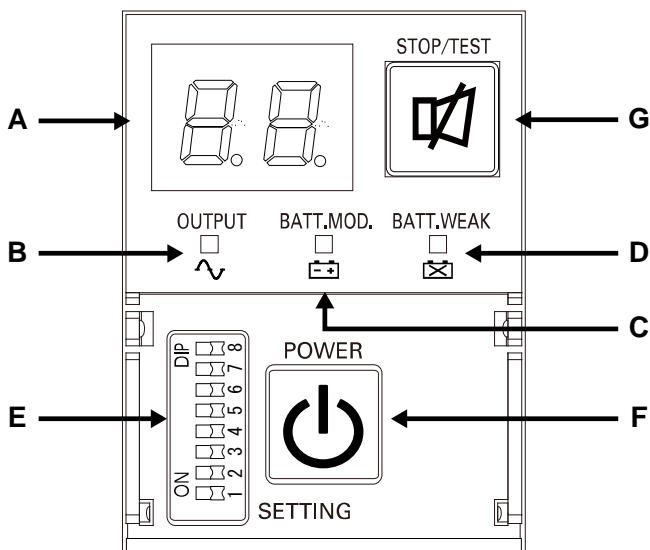 STOP/TEST
A
G
OUTPUT BATT.MOD. BATT.WEAK
B
D
C
POWER
DIP
8
7
6
5
4
3
2
1
ON
E
F
SETTING